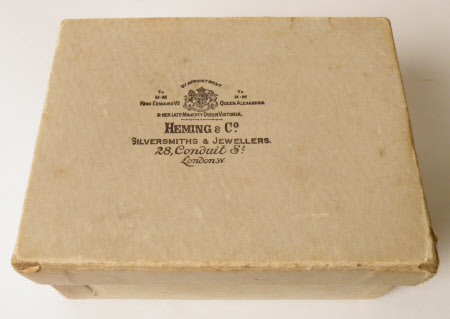 BY APPOINTMENT
To To
H·M H·M
KING EDWARD VII QUEEN ALEXANDRA
& HER LATE MAJESTY QUEEN VICTORIA.
HEMING & Co.
SILVERSMITHS & JEWELLERS.
28, Conduit St
London.W.